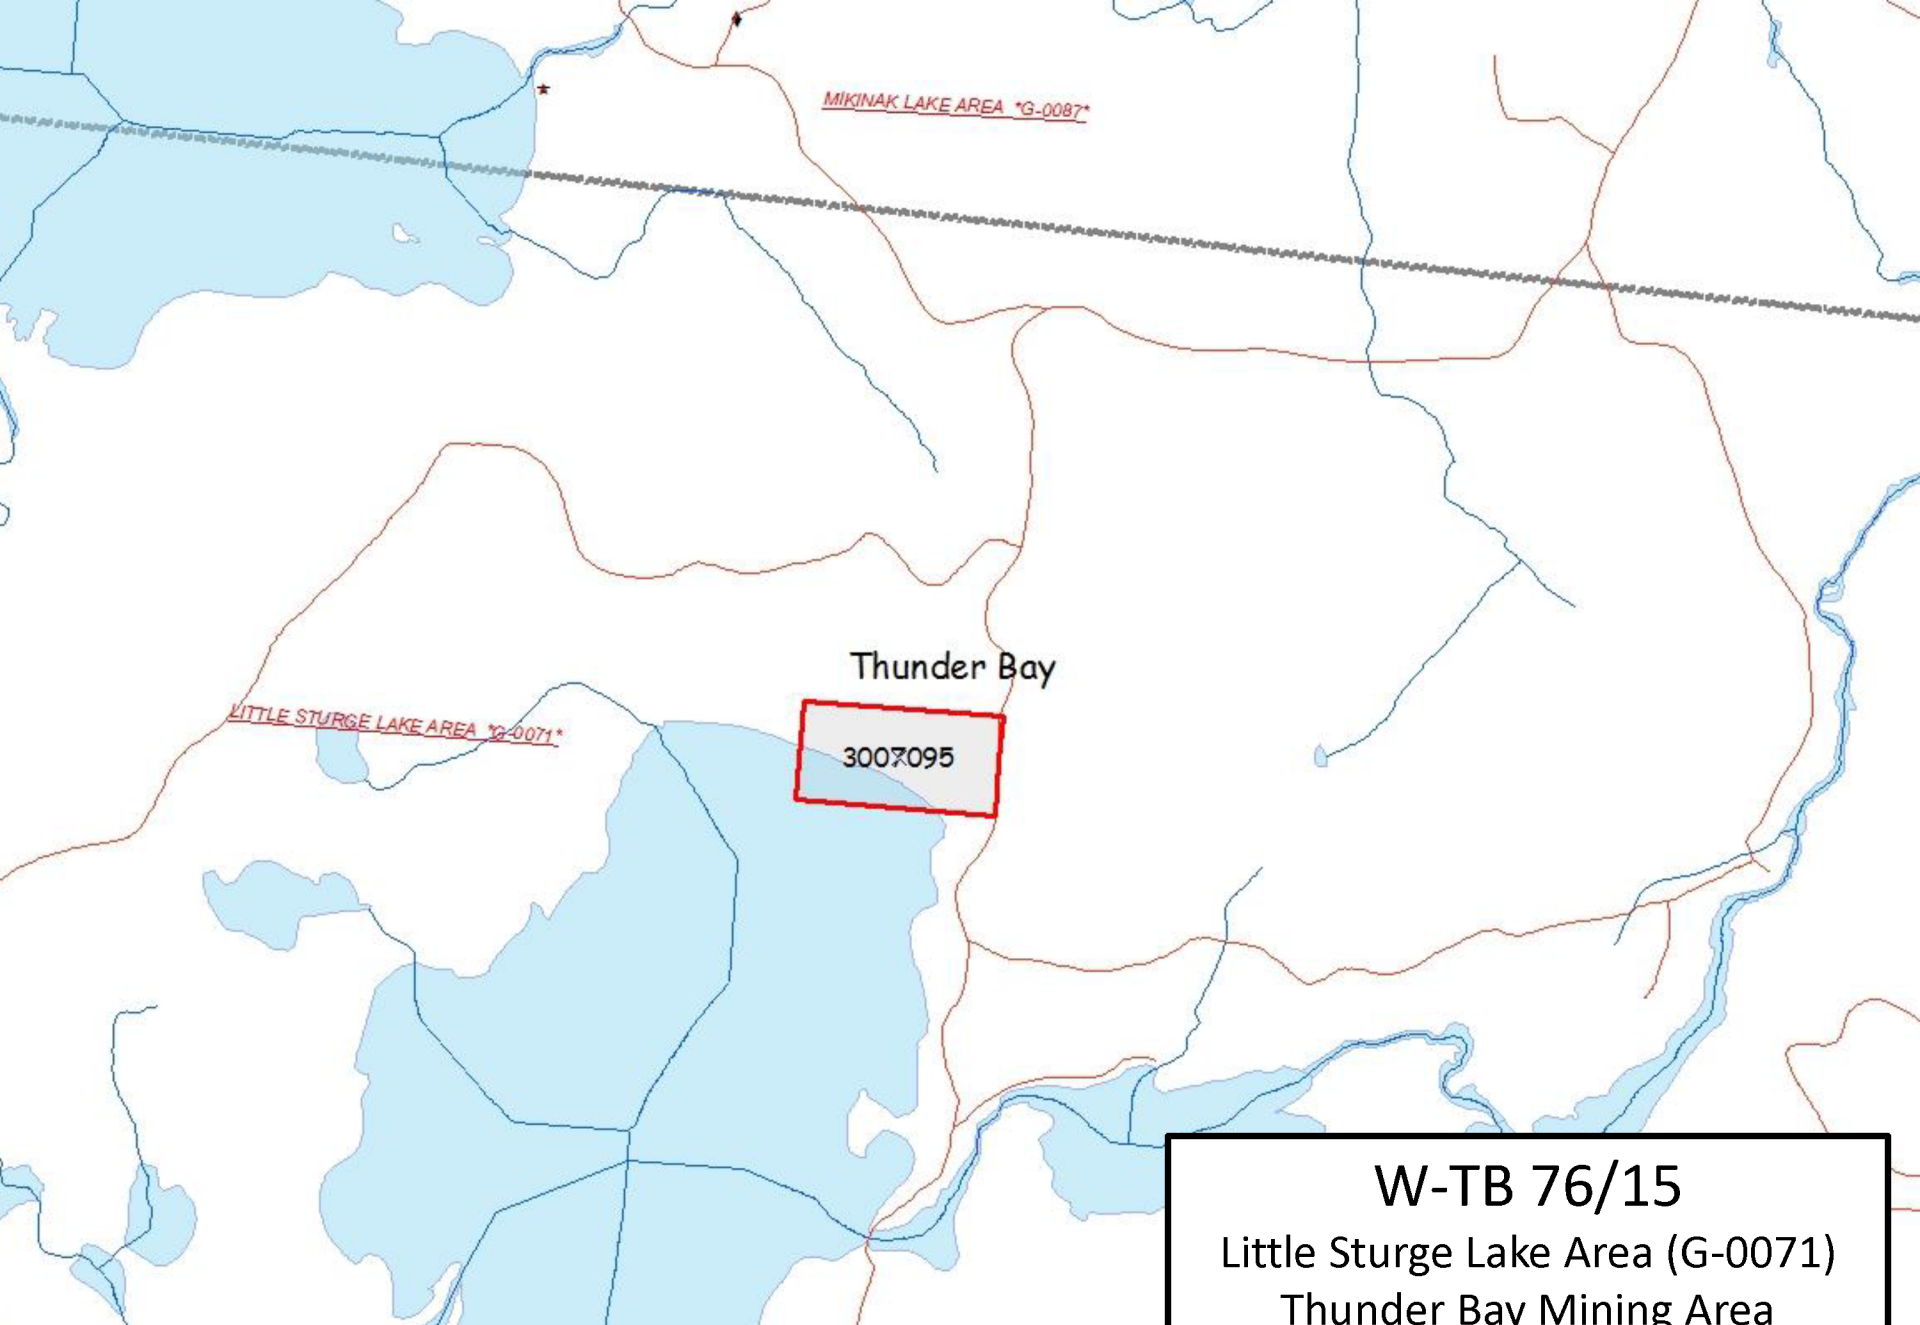 MIKINAK LAKE AREA *G-0087*
Thunder Bay
LITTLE STURGE LAKE AREA *G-0071*
3007095
W-TB 76/15
Little Sturge Lake Area (G-0071)
Thunder Bay Mining Area